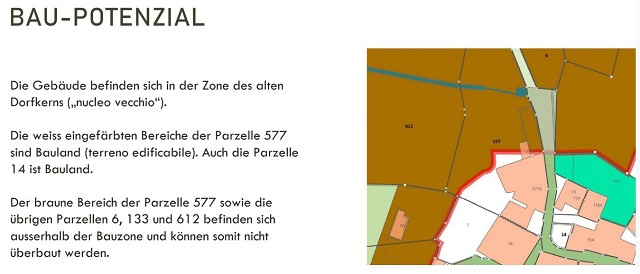 BAU-POTENZIAL
Die Gebäude befinden sich in der Zone des alten
Dorfkerns („nucleo vecchio“).
Die weiss eingefärbten Bereiche der Parzelle 577
sind Bauland (terreno edificabile). Auch die Parzelle
14 ist Bauland.
Der braune Bereich der Parzelle 577 sowie die
übrigen Parzellen 6, 133 und 612 befinden sich
ausserhalb der Bauzone und können somit nicht
überbaut werden.
6
612
577
577A
14